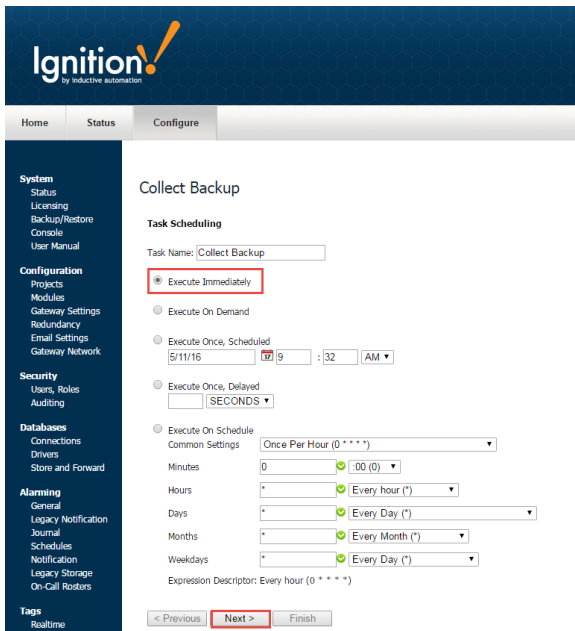 Ignition!
by inductive automation
Home Status Configure
System
Status
Licensing
Backup/Restore
Console
User Manual
Configuration
Projects
Modules
Gateway Settings
Redundancy
Email Settings
Gateway Network
Security
Users, Roles
Auditing
Databases
Connections
Drivers
Store and Forward
Alarming
General
Legacy Notification
Journal
Schedules
Notification
Legacy Storage
On-Call Rosters
Tags
Realtime
Collect Backup
Task Scheduling
Task Name: Collect Backup
Execute Immediately
Execute On Demand
Execute Once, Scheduled
5/11/16 17 9 : 32 AM
Execute Once, Delayed
SECONDS
Execute On Schedule
Common Settings Once Per Hour (0 * * * *)
Minutes 0 :00 (0)
Hours * Every hour (*)
Days * Every Day (*)
Months * Every Month (*)
Weekdays * Every Day (*)
Expression Descriptor: Every hour (0 * * * *)
< Previous Next > Finish